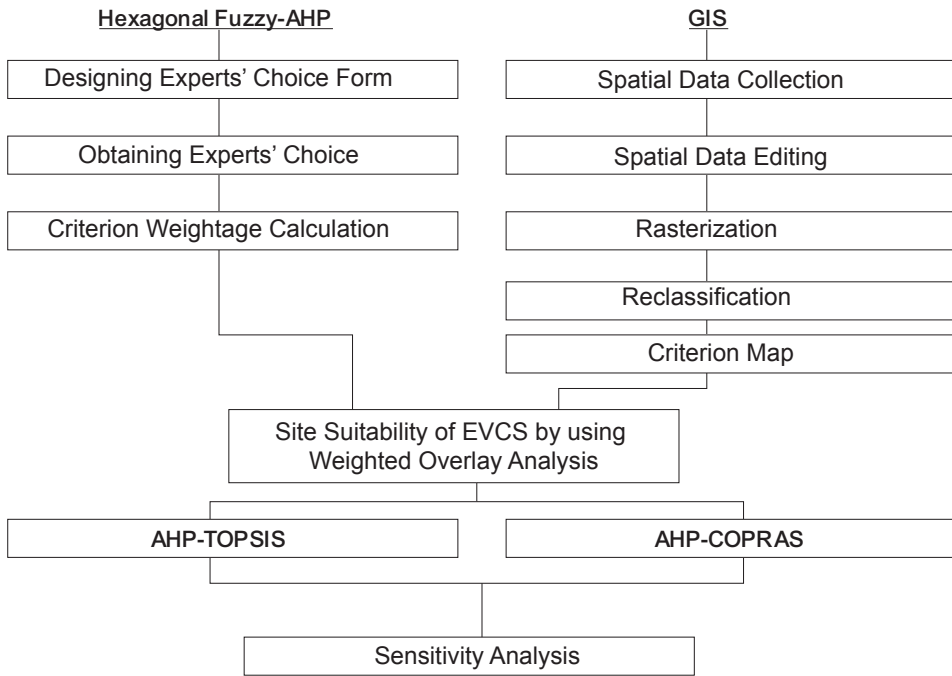 Hexagonal Fuzzy-AHP
GIS
Designing Experts’ Choice Form
Spatial Data Collection
Obtaining Experts’ Choice
Spatial Data Editing
Criterion Weightage Calculation
Rasterization
Reclassification
Criterion Map
Site Suitability of EVCS by using
Weighted Overlay Analysis
AHP-TOPSIS
AHP-COPRAS
Sensitivity Analysis